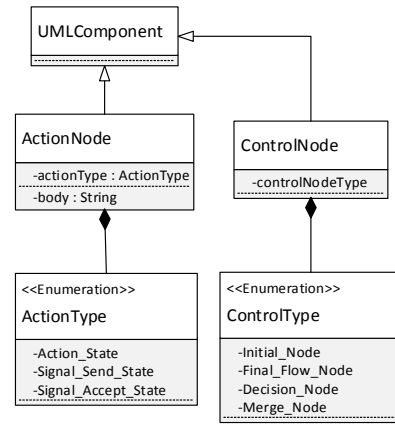 UMLComponent
ActionNode
-actionType : ActionType
-body : String
ControlNode
-controlNodeType
<<Enumeration>>
ActionType
-Action_State
-Signal_Send_State
-Signal_Accept_State
<<Enumeration>>
ControlType
-Initial_Node
-Final_Flow_Node
-Decision_Node
-Merge_Node